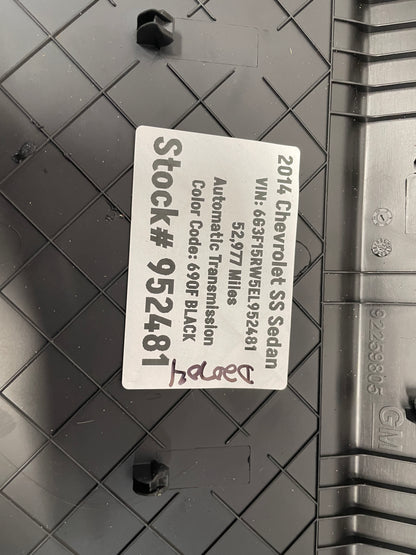 2014 Chevrolet SS Sedan
VIN: 6G3F15RW5EL952481
52,977 Miles
Automatic Transmission
Color Code: 690F BLACK
Stock# 952481
92259805
GM